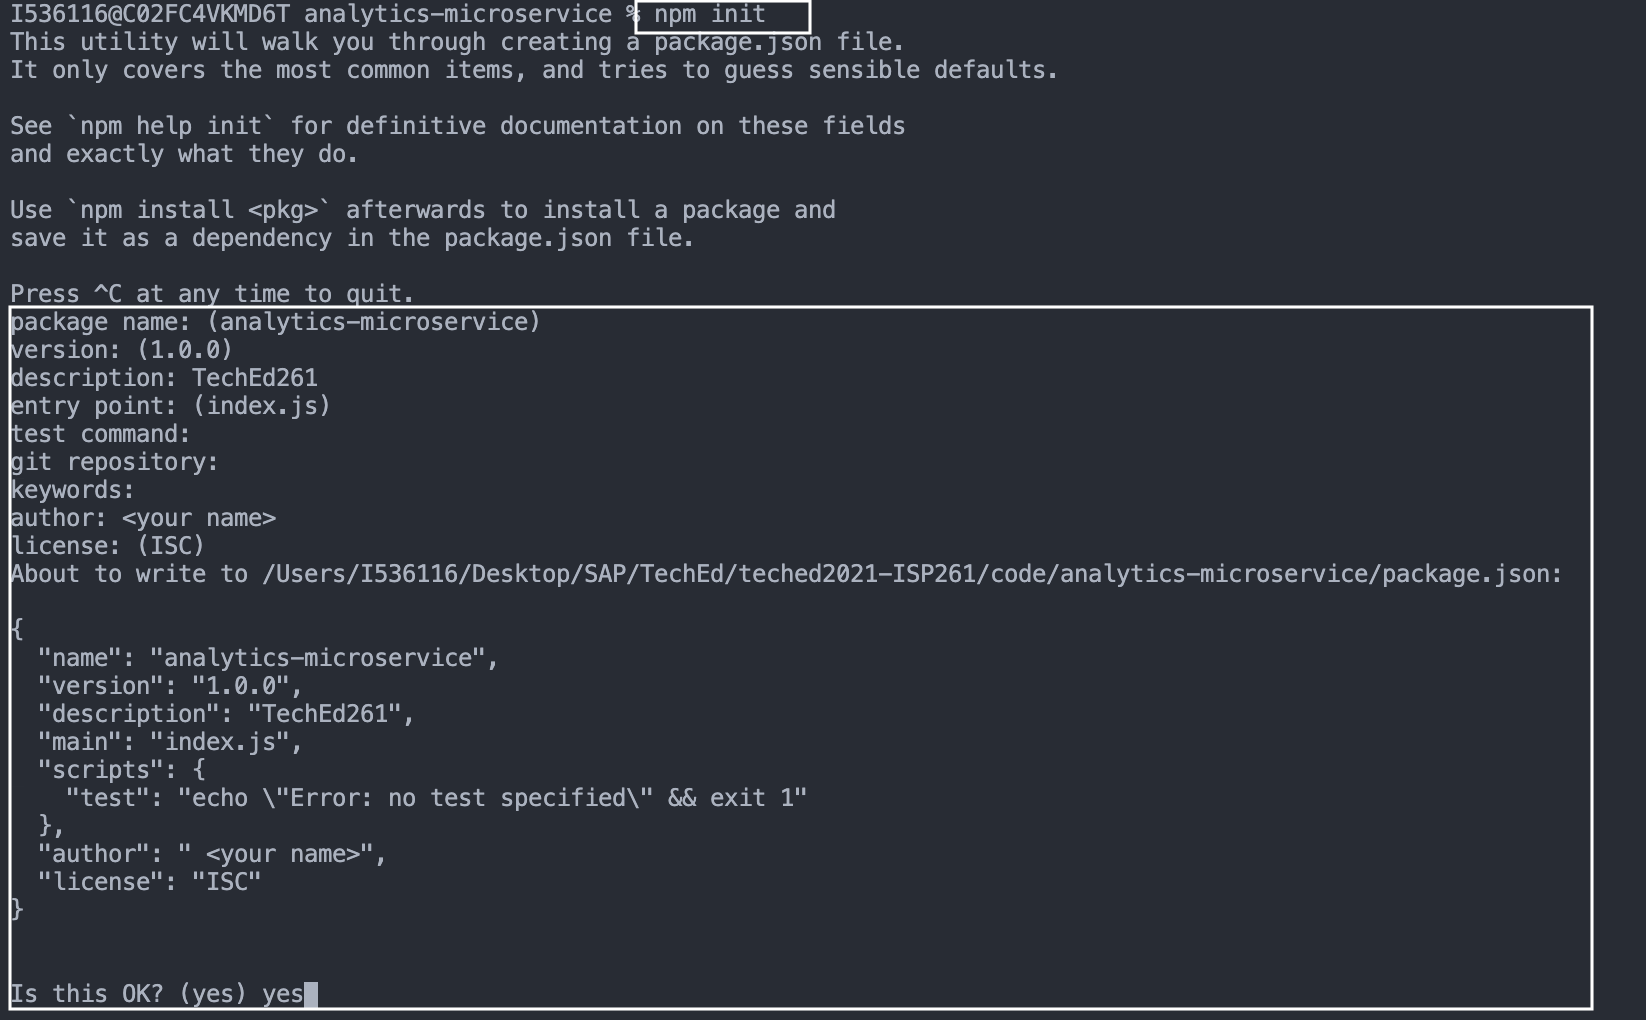 I536116@C02FC4VKMD6T analytics-microservice % npm init
This utility will walk you through creating a package.json file.
It only covers the most common items, and tries to guess sensible defaults.
See `npm help init` for definitive documentation on these fields
and exactly what they do.
Use `npm install <pkg>` afterwards to install a package and
save it as a dependency in the package.json file.
Press ^C at any time to quit.
package name: (analytics-microservice)
version: (1.0.0)
description: TechEd261
entry point: (index.js)
test command:
git repository:
keywords:
author: <your name>
license: (ISC)
About to write to /Users/I536116/Desktop/SAP/TechEd/teched2021-ISP261/code/analytics-microservice/package.json:
{
  "name": "analytics-microservice",
  "version": "1.0.0",
  "description": "TechEd261",
  "main": "index.js",
  "scripts": {
    "test": "echo \"Error: no test specified\" && exit 1"
  },
  "author": " <your name>",
  "license": "ISC"
}
Is this OK? (yes) yes